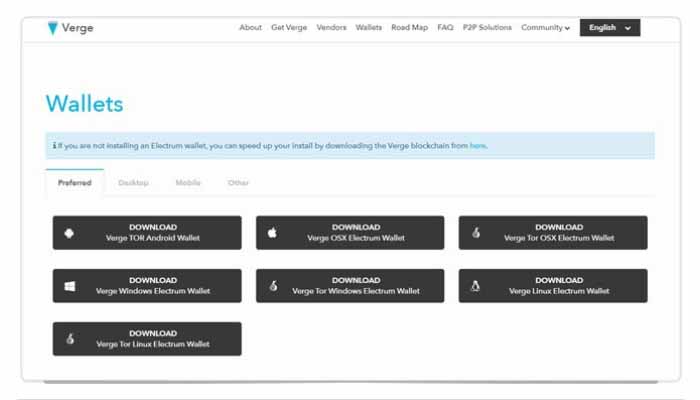 Verge
About Get Verge Vendors Wallets Road Map FAQ P2P Solutions Community English
Wallets
i If you are not installing an Electrum wallet, you can speed up your install by downloading the Verge blockchain from here.
Preferred Desktop Mobile Other
DOWNLOAD
Verge TOR Android Wallet
DOWNLOAD
Verge OSX Electrum Wallet
DOWNLOAD
Verge Tor OSX Electrum Wallet
DOWNLOAD
Verge Windows Electrum Wallet
DOWNLOAD
Verge Tor Windows Electrum Wallet
DOWNLOAD
Verge Linux Electrum Wallet
DOWNLOAD
Verge Tor Linux Electrum Wallet